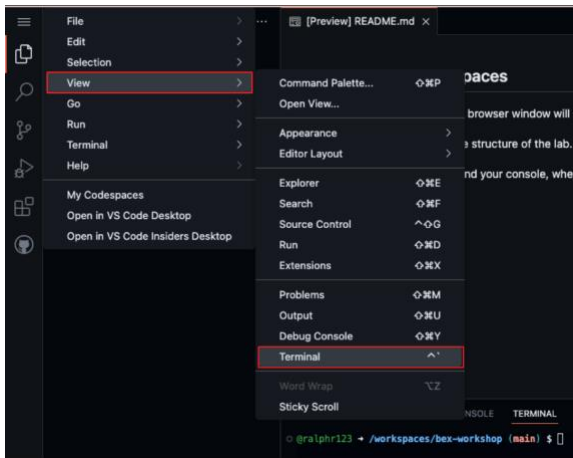 File
Edit
Selection
View
Go
Run
Terminal
Help
My Codespaces
Open in VS Code Desktop
Open in VS Code Insiders Desktop
[Preview] README.md
Command Palette... ⇧⌘P
Open View...
Appearance
Editor Layout
Explorer ⇧⌘E
Search ⇧⌘F
Source Control ^⇧G
Run ⇧⌘D
Extensions ⇧⌘X
Problems ⇧⌘M
Output ⇧⌘U
Debug Console ⇧⌘Y
Terminal ^`
Word Wrap ⌥Z
Sticky Scroll
paces
browser window will
structure of the lab.
nd your console, whe
NSOLE TERMINAL
@ralphr123 → /workspaces/bex-workshop (main) $